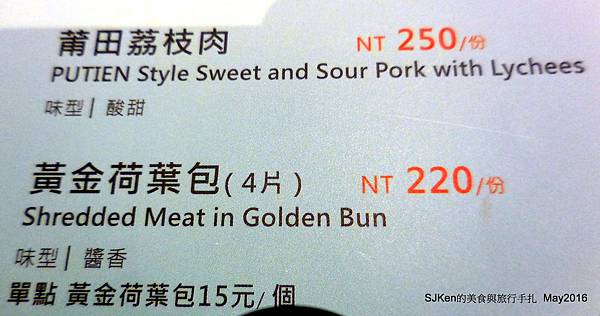 莆田荔枝肉 NT 250/份
PUTIEN Style Sweet and Sour Pork with Lychees
味型| 酸甜
黃金荷葉包(4片) NT 220/份
Shredded Meat in Golden Bun
味型| 醬香
單點 黃金荷葉包15元/個
SJKen的美食與旅行手扎 May2016